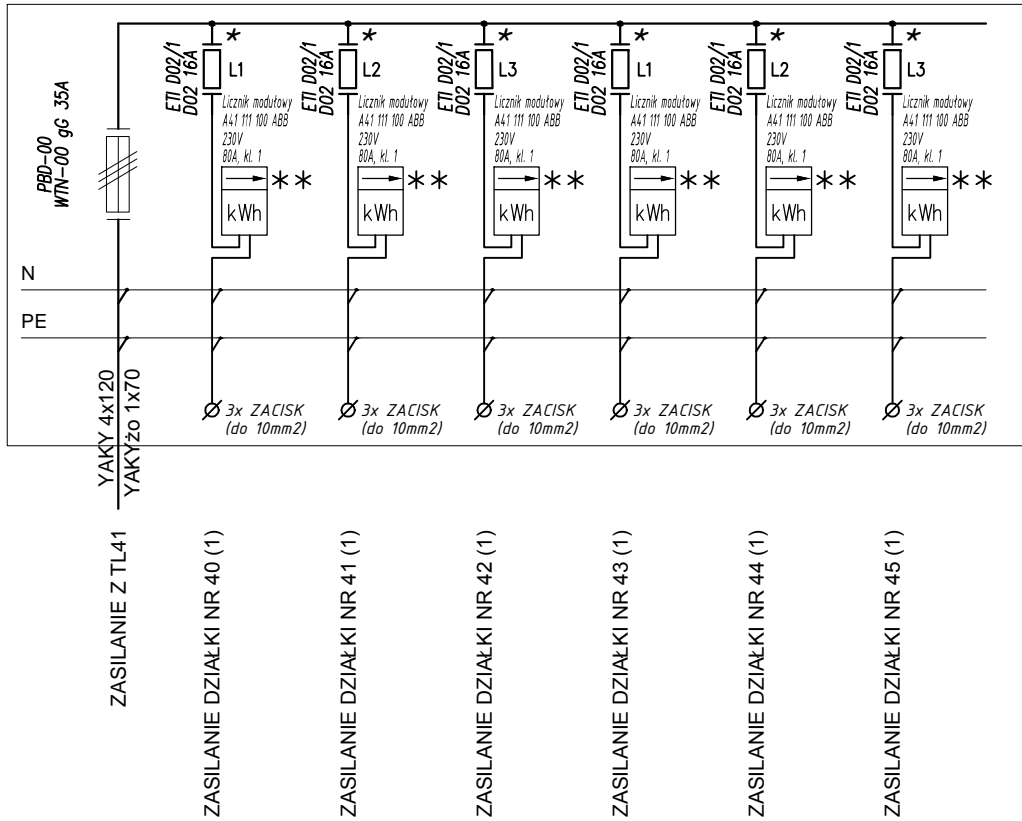 PBD-00
WTN-00 gG 35A
ETI D02/1
D02 16A
*
L1
Licznik modułowy
A41 111 100 ABB
230V
80A, kl. 1
* *
kWh
ETI D02/1
D02 16A
*
L2
Licznik modułowy
A41 111 100 ABB
230V
80A, kl. 1
* *
kWh
ETI D02/1
D02 16A
*
L3
Licznik modułowy
A41 111 100 ABB
230V
80A, kl. 1
* *
kWh
ETI D02/1
D02 16A
*
L1
Licznik modułowy
A41 111 100 ABB
230V
80A, kl. 1
* *
kWh
ETI D02/1
D02 16A
*
L2
Licznik modułowy
A41 111 100 ABB
230V
80A, kl. 1
* *
kWh
ETI D02/1
D02 16A
*
L3
Licznik modułowy
A41 111 100 ABB
230V
80A, kl. 1
* *
kWh
N
PE
YAKY 4x120
YAKYżo 1x70
3x ZACISK
(do 10mm2)
3x ZACISK
(do 10mm2)
3x ZACISK
(do 10mm2)
3x ZACISK
(do 10mm2)
3x ZACISK
(do 10mm2)
3x ZACISK
(do 10mm2)
ZASILANIE Z TL41
ZASILANIE DZIAŁKI NR 40 (1)
ZASILANIE DZIAŁKI NR 41 (1)
ZASILANIE DZIAŁKI NR 42 (1)
ZASILANIE DZIAŁKI NR 43 (1)
ZASILANIE DZIAŁKI NR 44 (1)
ZASILANIE DZIAŁKI NR 45 (1)